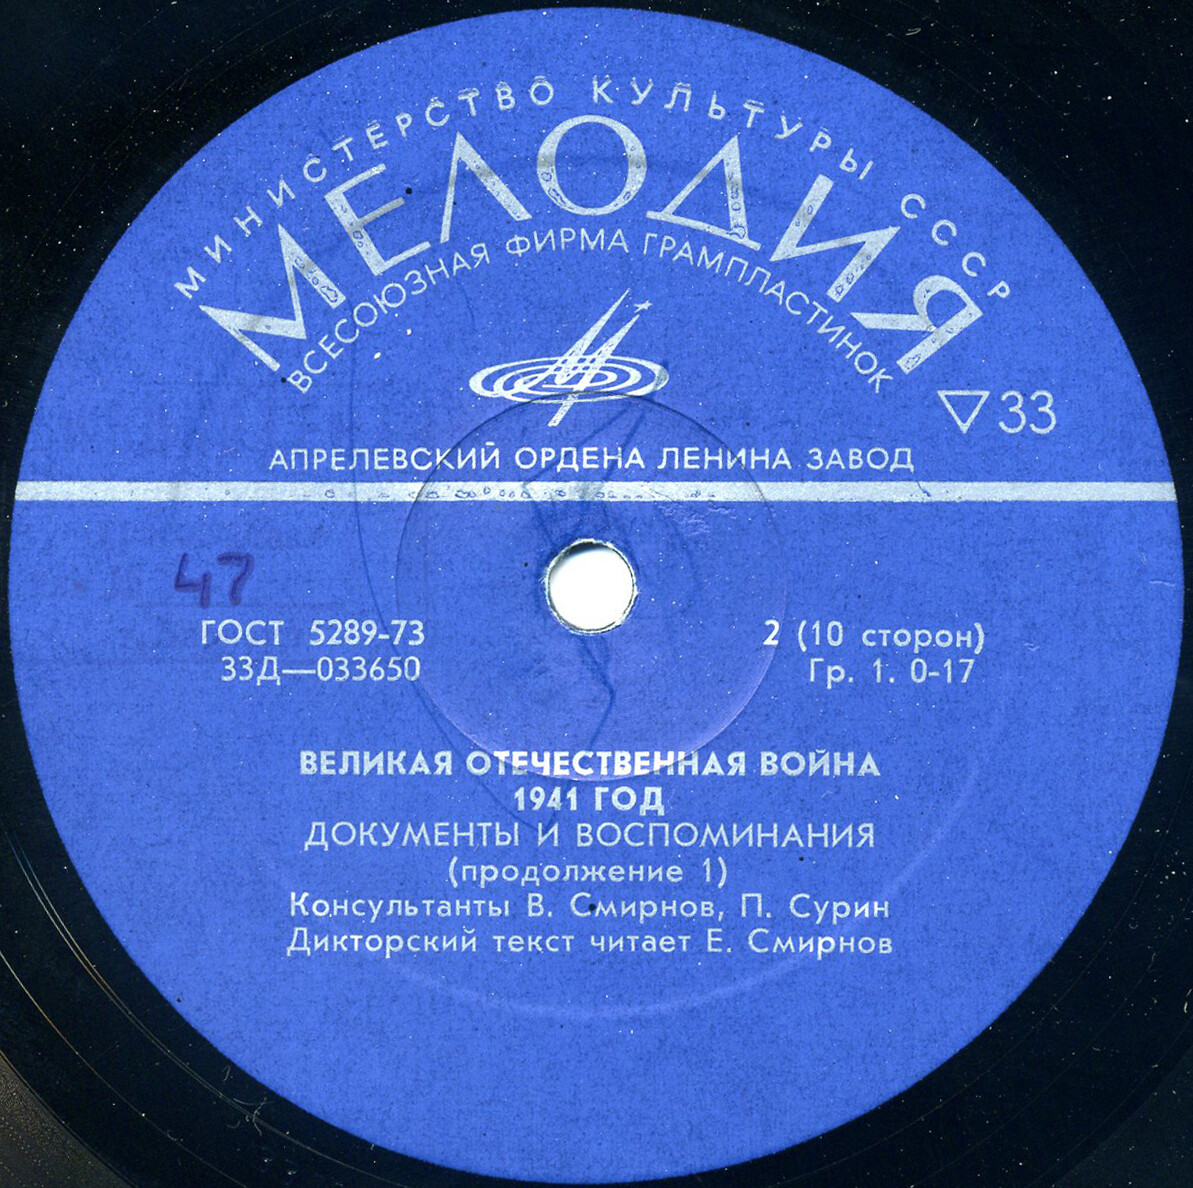 МИНИСТЕРСТВО КУЛЬТУРЫ СССР
МЕЛОДИЯ
ВСЕСОЮЗНАЯ ФИРМА ГРАМПЛАСТИНОК
33
АПРЕЛЕВСКИЙ ОРДЕНА ЛЕНИНА ЗАВОД
47
ГОСТ 5289-73
33Д—033650
2 (10 сторон)
Гр. 1. 0-17
ВЕЛИКАЯ ОТЕЧЕСТВЕННАЯ ВОЙНА
1941 ГОД
ДОКУМЕНТЫ И ВОСПОМИНАНИЯ
(продолжение 1)
Консультанты В. Смирнов, П. Сурин
Дикторский текст читает Е. Смирнов